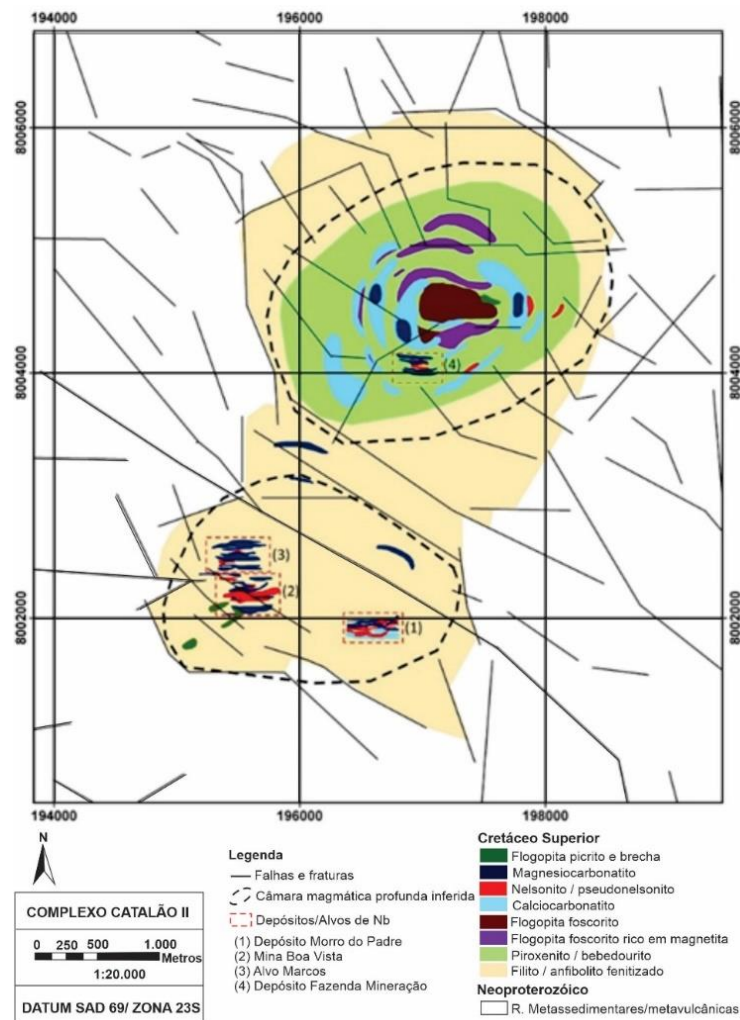 194000
196000
198000
8006000
8006000
8004000
(4)
8004000
(3)
(2)
8002000
(1)
8002000
194000
196000
198000
N
COMPLEXO CATALÃO II
0 250 500 1.000
Metros
1:20.000
DATUM SAD 69/ ZONA 23S
Legenda
Falhas e fraturas
Câmara magmática profunda inferida
Depósitos/Alvos de Nb
(1) Depósito Morro do Padre
(2) Mina Boa Vista
(3) Alvo Marcos
(4) Depósito Fazenda Mineração
Cretáceo Superior
Flogopita picrito e brecha
Magnesiocarbonatito
Nelsonito / pseudonelsonito
Calciocarbonatito
Flogopita foscorito
Flogopita foscorito rico em magnetita
Piroxenito / bebedourito
Filito / anfibolito fenitizado
Neoproterozóico
R. Metassedimentares/metavulcânicas